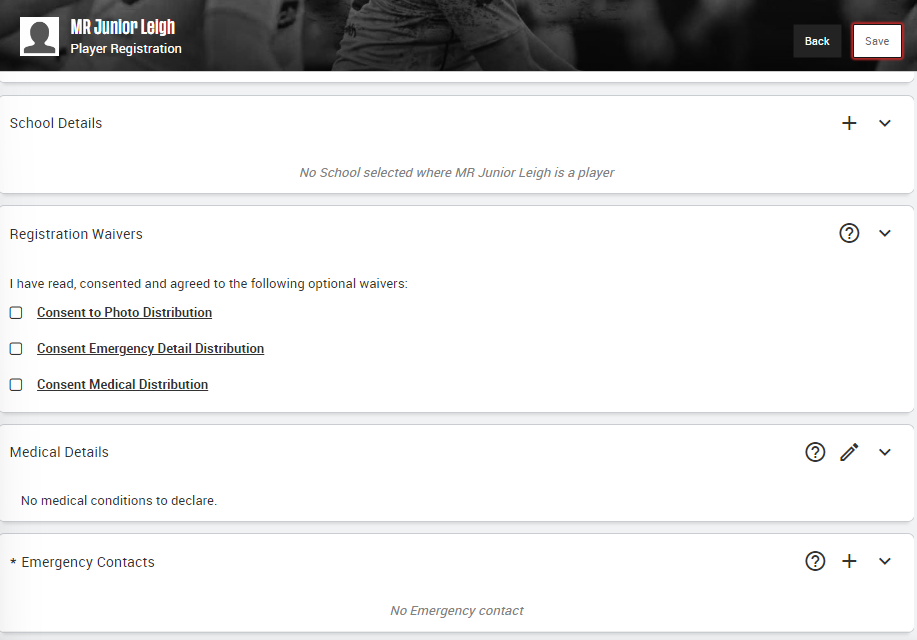 MR Junior Leigh
Player Registration
Back
Save
School Details
No School selected where MR Junior Leigh is a player
Registration Waivers
I have read, consented and agreed to the following optional waivers:
Consent to Photo Distribution
Consent Emergency Detail Distribution
Consent Medical Distribution
Medical Details
No medical conditions to declare.
* Emergency Contacts
No Emergency contact